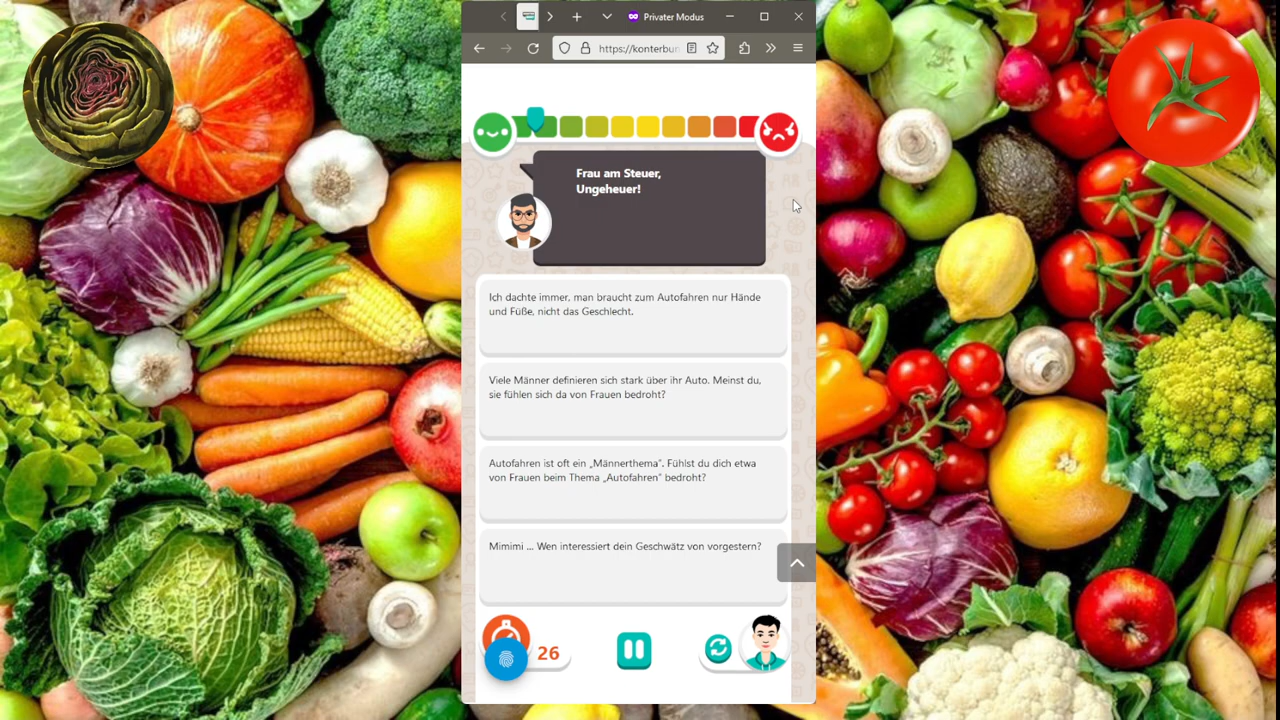 Privater Modus
https://konterbun
Frau am Steuer,
Ungeheuer!
Ich dachte immer, man braucht zum Autofahren nur Hände
und Füße, nicht das Geschlecht.
Viele Männer definieren sich stark über ihr Auto. Meinst du,
sie fühlen sich da von Frauen bedroht?
Autofahren ist oft ein „Männerthema“. Fühlst du dich etwa
von Frauen beim Thema „Autofahren“ bedroht?
Mimimi ... Wen interessiert dein Geschwätz von vorgestern?
26